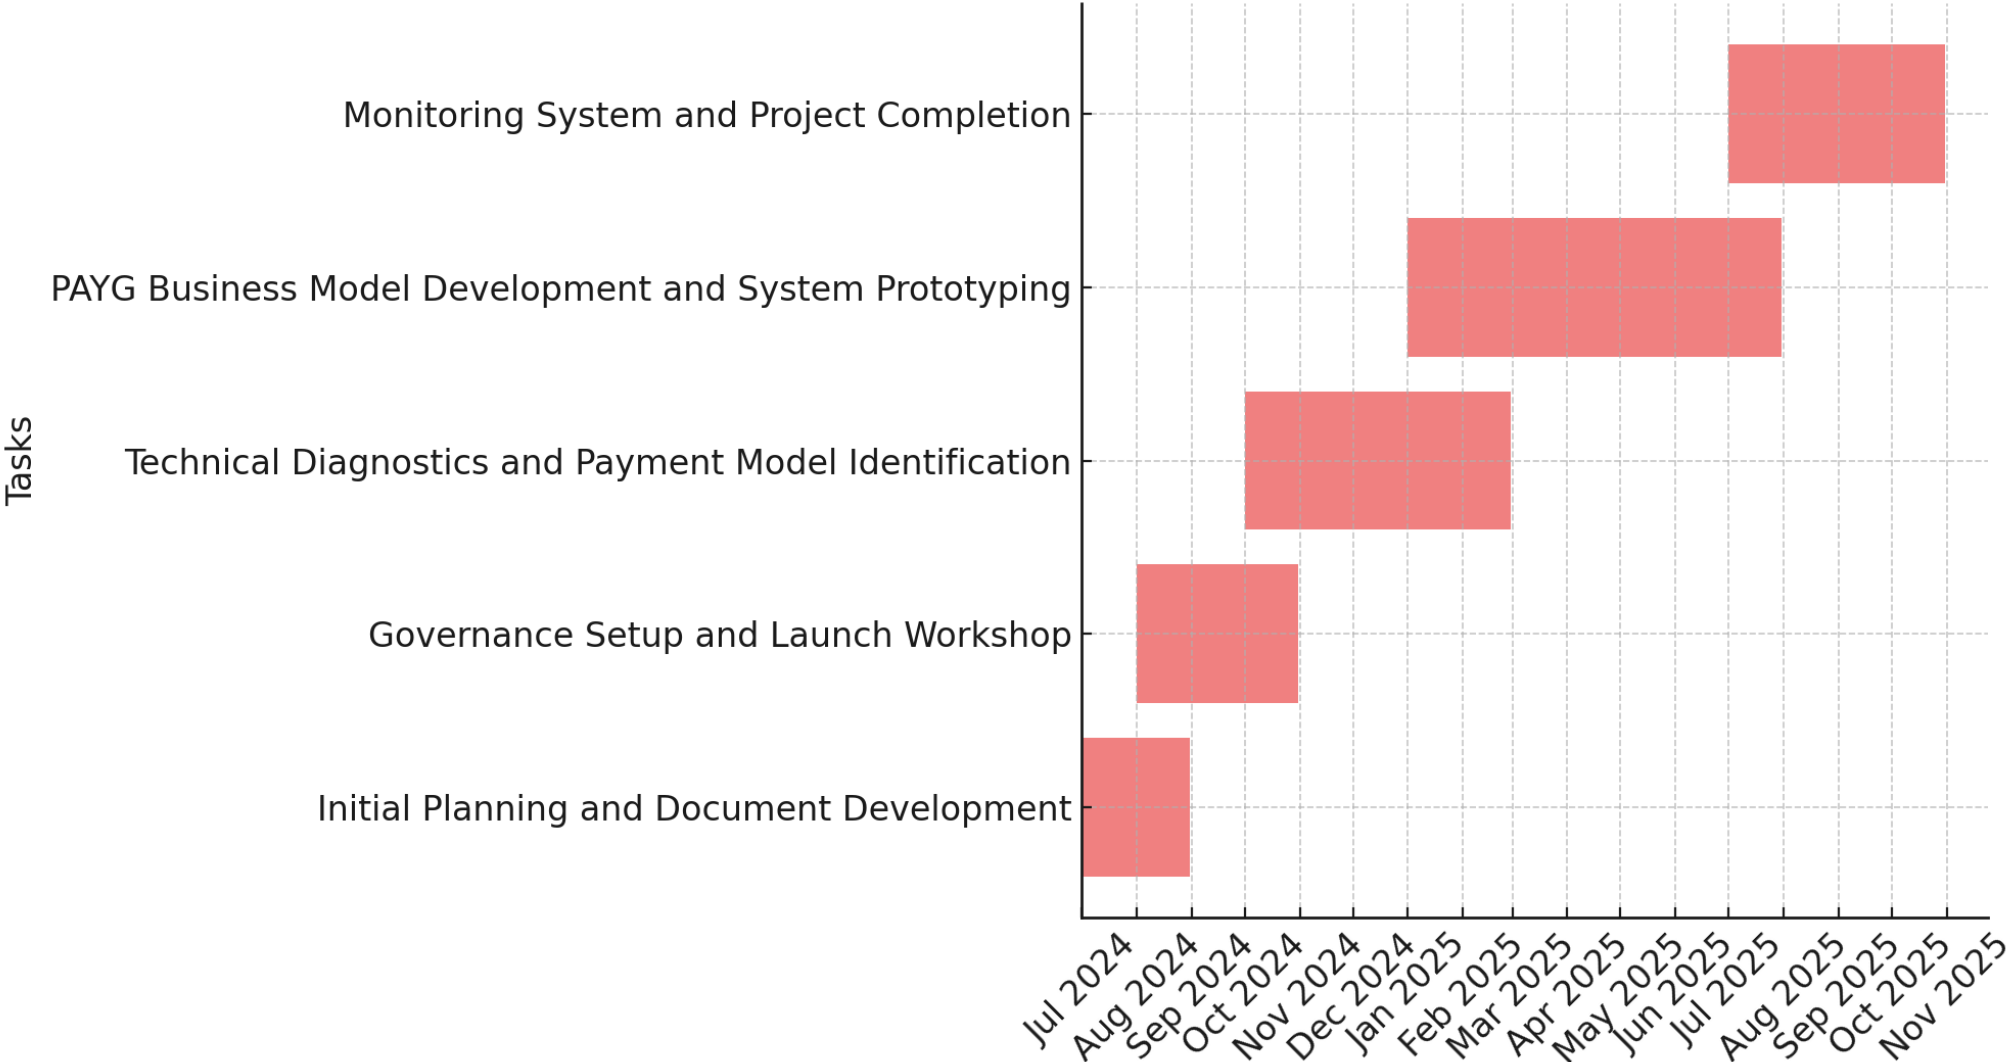 Monitoring System and Project Completion
PAYG Business Model Development and System Prototyping
Technical Diagnostics and Payment Model Identification
Governance Setup and Launch Workshop
Initial Planning and Document Development
Tasks
Jul 2024
Aug 2024
Sep 2024
Oct 2024
Nov 2024
Dec 2024
Jan 2025
Feb 2025
Mar 2025
Apr 2025
May 2025
Jun 2025
Jul 2025
Aug 2025
Sep 2025
Oct 2025
Nov 2025